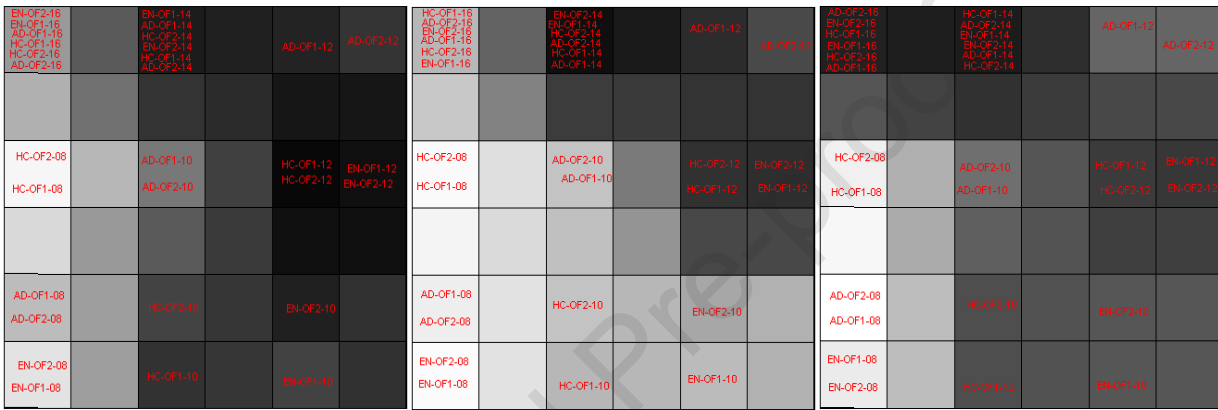 EN-OF2-16
EN-OF1-16
AD-OF1-16
HC-OF1-16
HC-OF2-16
AD-OF2-16
EN-OF1-14
AD-OF1-14
HC-OF2-14
EN-OF2-14
HC-OF1-14
AD-OF2-14
AD-OF1-12
AD-OF2-12
HC-OF2-08
HC-OF1-08
AD-OF1-10
AD-OF2-10
HC-OF1-12
HC-OF2-12
EN-OF1-12
EN-OF2-12
AD-OF1-08
AD-OF2-08
HC-OF2-10
EN-OF2-10
EN-OF2-08
EN-OF1-08
HC-OF1-10
EN-OF1-10
HC-OF1-16
AD-OF2-16
EN-OF2-16
AD-OF1-16
HC-OF2-16
EN-OF1-16
EN-OF2-14
EN-OF1-14
HC-OF2-14
AD-OF2-14
HC-OF1-14
AD-OF1-14
AD-OF1-12
AD-OF2-12
HC-OF2-08
HC-OF1-08
AD-OF2-10
AD-OF1-10
HC-OF2-12
HC-OF1-12
EN-OF2-12
EN-OF1-12
AD-OF1-08
AD-OF2-08
HC-OF2-10
EN-OF2-10
EN-OF2-08
EN-OF1-08
HC-OF1-10
EN-OF1-10
AD-OF2-16
EN-OF2-16
HC-OF1-16
EN-OF1-16
HC-OF2-16
AD-OF1-16
HC-OF1-14
AD-OF2-14
EN-OF1-14
EN-OF2-14
AD-OF1-14
HC-OF2-14
AD-OF1-12
AD-OF2-12
HC-OF2-08
HC-OF1-08
AD-OF2-10
AD-OF1-10
HC-OF1-12
HC-OF2-12
EN-OF1-12
EN-OF2-12
AD-OF2-08
AD-OF1-08
HC-OF2-10
EN-OF2-10
EN-OF1-08
EN-OF2-08
EN-OF1-10
Pre-proo